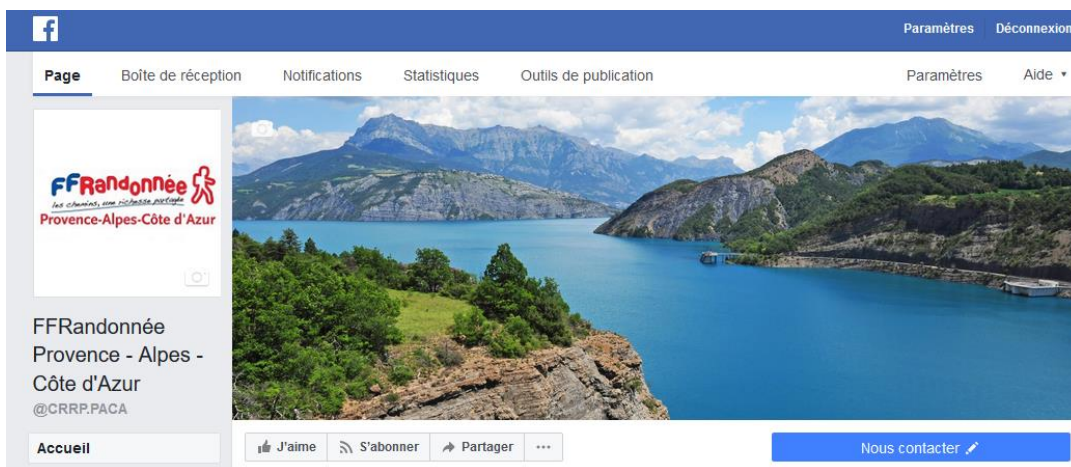 Paramètres Déconnexion
Page Boîte de réception Notifications Statistiques Outils de publication Paramètres Aide
FFRandonnée
les chemins, une richesse partagée
Provence-Alpes-Côte d'Azur
FFRandonnée
Provence - Alpes -
Côte d'Azur
@CRRP.PACA
Accueil
J'aime S'abonner Partager ...
Nous contacter